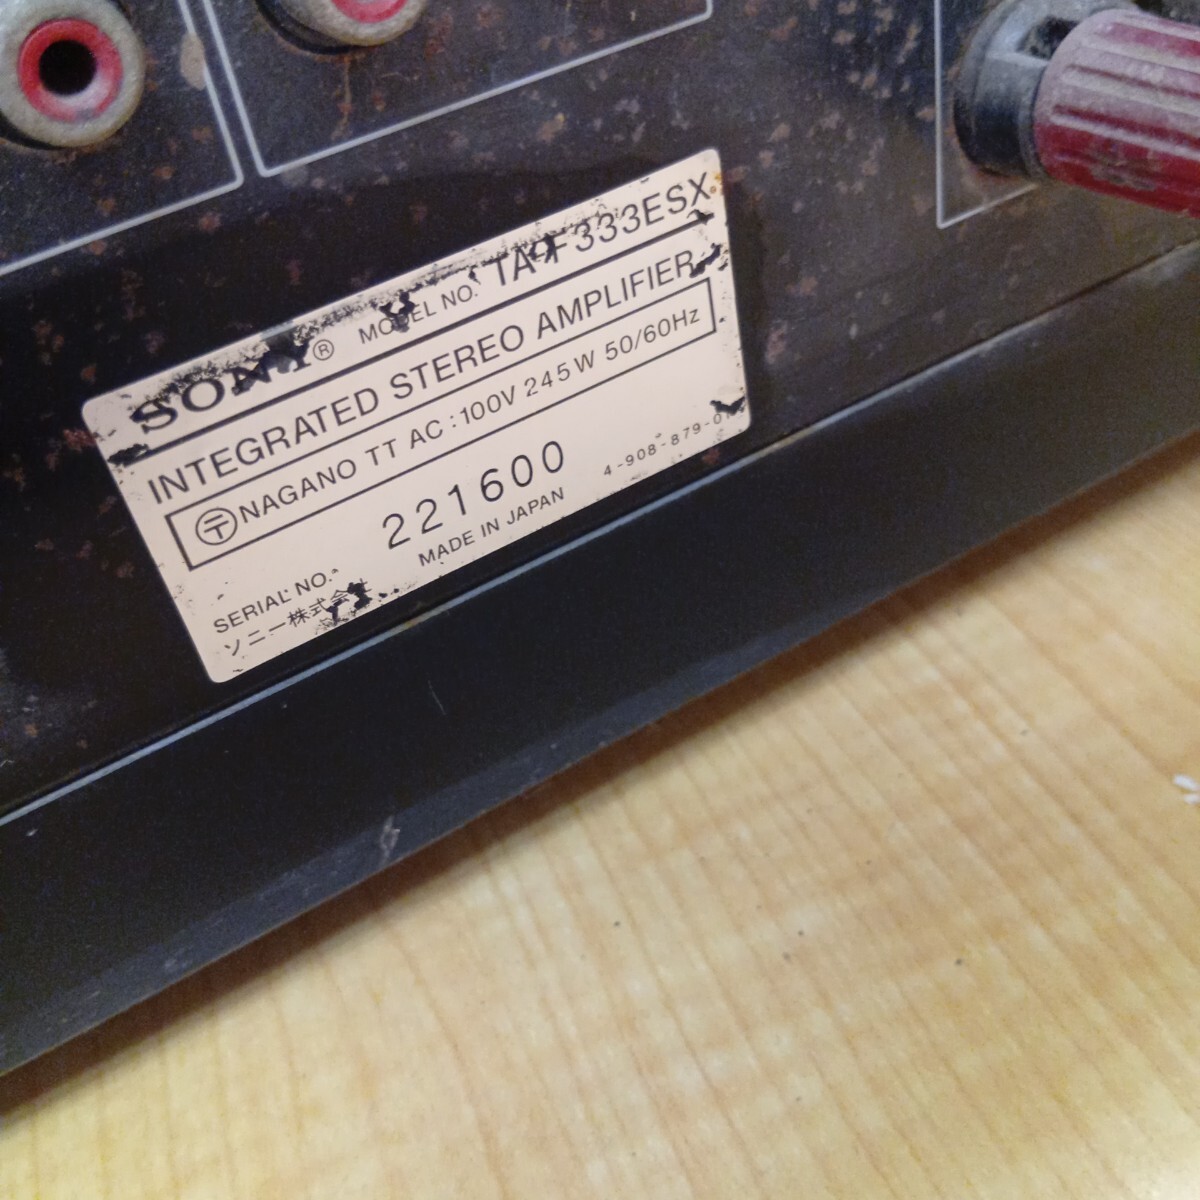 SONY® MODEL NO. TA-F333ESX
INTEGRATED STEREO AMPLIFIER
〶 NAGANO TT AC:100V 245W 50/60Hz
221600
SERIAL NO. MADE IN JAPAN 4-908-879-0
ソニー株式会社